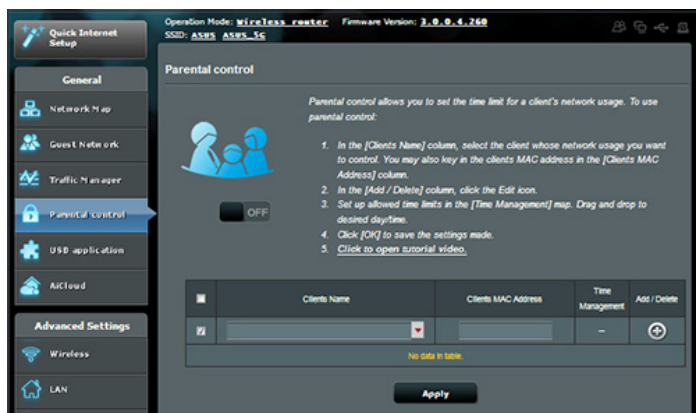 Quick Internet
Setup
Operation Mode: Wireless router Firmware Version: 3.0.0.4.260
SSID: ASUS ASUS_5G
General
Network Map
Guest Network
Traffic Manager
Parental control
USB application
AiCloud
Advanced Settings
Wireless
LAN
Parental control
Parental control allows you to set the time limit for a client's network usage. To use
parental control:
1. In the [Clients Name] column, select the client whose network usage you want
to control. You may also key in the clients MAC address in the [Clients MAC
Address] column.
2. In the [Add / Delete] column, click the Edit icon.
3. Set up allowed time limits in the [Time Management] map. Drag and drop to
desired day/time.
4. Click [OK] to save the settings made.
5. Click to open tutorial video.
OFF
Clients Name
Clients MAC Address
Time
Management
Add / Delete
–
No data in table.
Apply